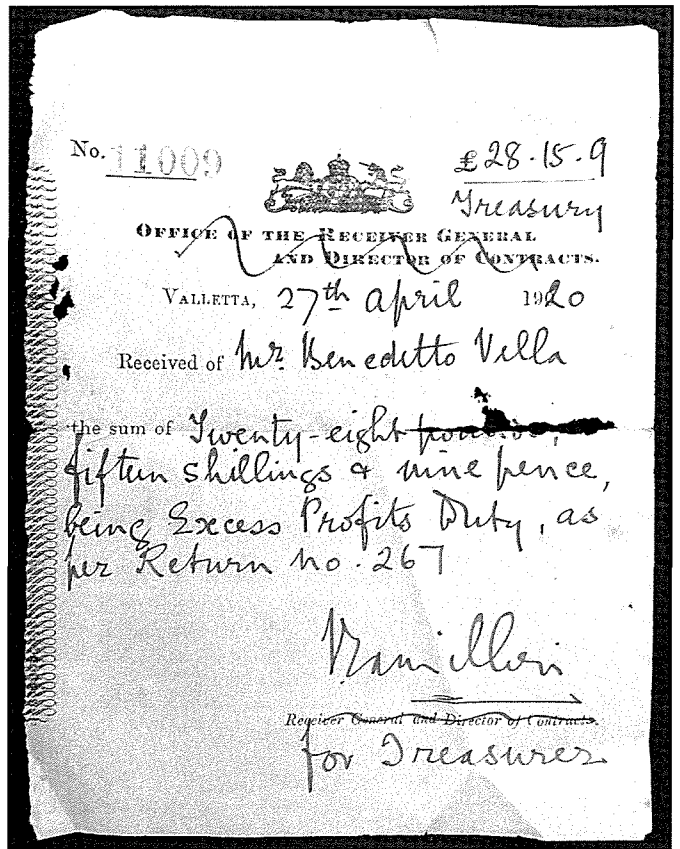 No. 11009
£ 28.15.9
Treasury
OFFICE OF THE RECEIVER GENERAL
AND DIRECTOR OF CONTRACTS.
VALLETTA, 27th April 1920
Received of Mr. Benedetto Vella
the sum of Twenty-eight pounds,
fifteen shillings & nine pence,
being Excess Profits Duty, as
per Return no. 267
Receiver General and Director of Contracts.
for Treasurer